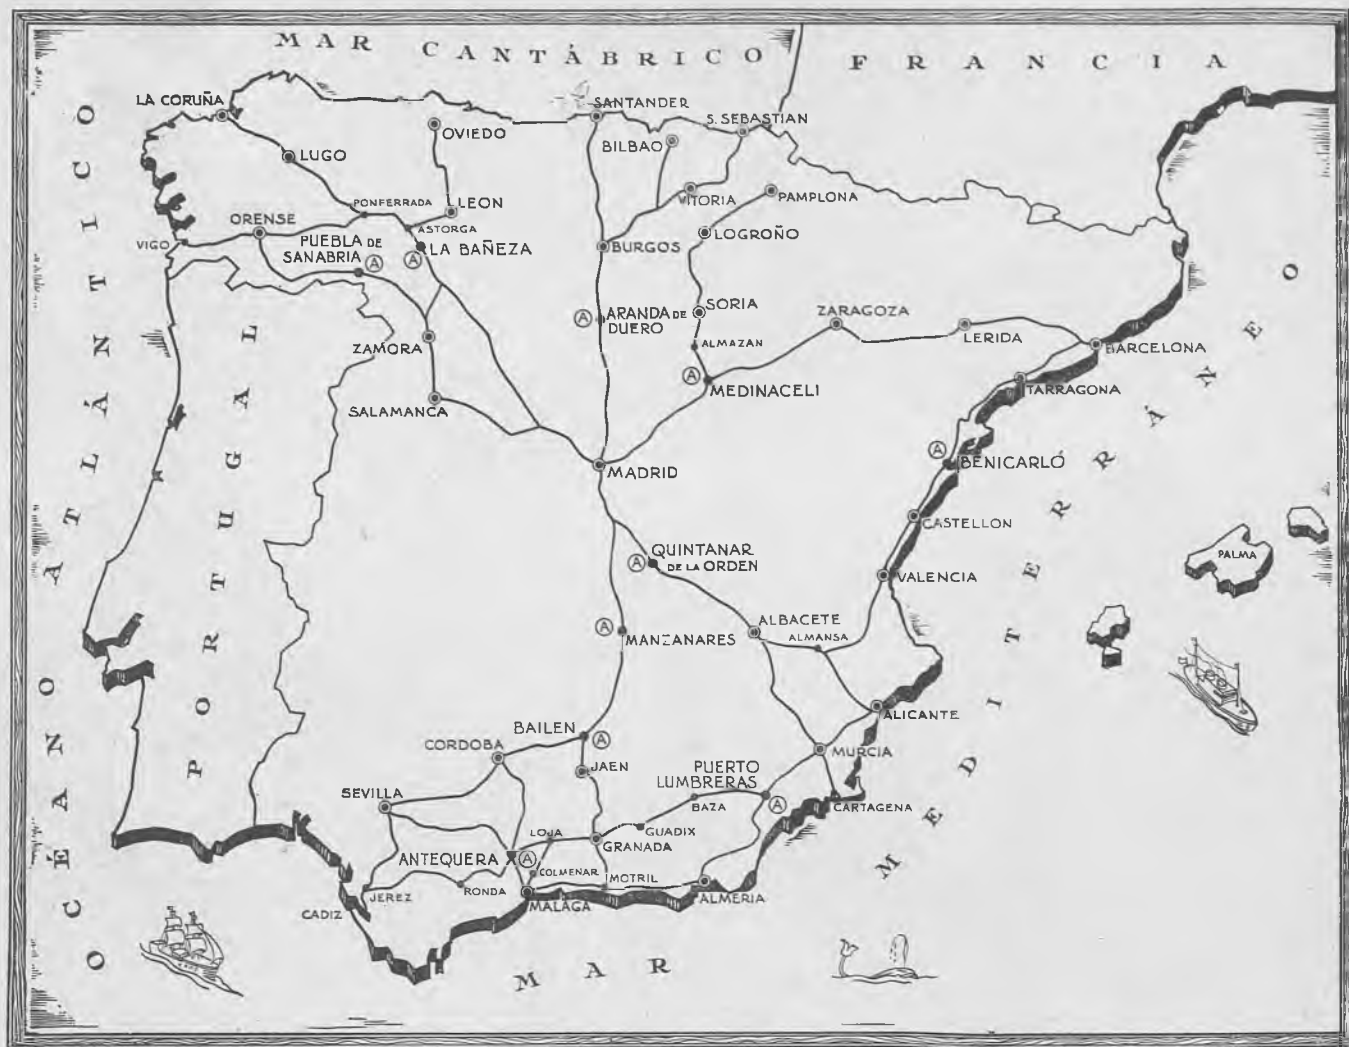 MAR CANTÁBRICO
FRANCIA
OCÉANO ATLÁNTICO
LA CORUÑA
SANTANDER
OVIEDO
S. SEBASTIAN
BILBAO
LUGO
PONFERRADA
LEON
VITORIA
PAMPLONA
ORENSE
ASTORGA
VIGO
PUEBLA DE
SANABRIA
A
LA BAÑEZA
A
BURGOS
LOGROÑO
PORTUGAL
A
ARANDA DE
DUERO
SORIA
ZARAGOZA
ZAMORA
ALMAZAN
LERIDA
BARCELONA
A
MEDINACELI
TARRAGONA
SALAMANCA
MADRID
A
BENICARLÓ
CASTELLON
QUINTANAR
DE LA ORDEN
A
PALMA
VALENCIA
A
MANZANARES
ALBACETE
ALMANSA
ALICANTE
BAILEN
A
CORDOBA
MURCIA
JAEN
PUERTO
LUMBRERAS
A
SEVILLA
BAZA
CARTAGENA
LOJA
GUADIX
GRANADA
ANTEQUERA
A
COLMENAR
MOTRIL
RONDA
JEREZ
MALAGA
ALMERIA
CADIZ
MAR
MEDITERRÁNEO